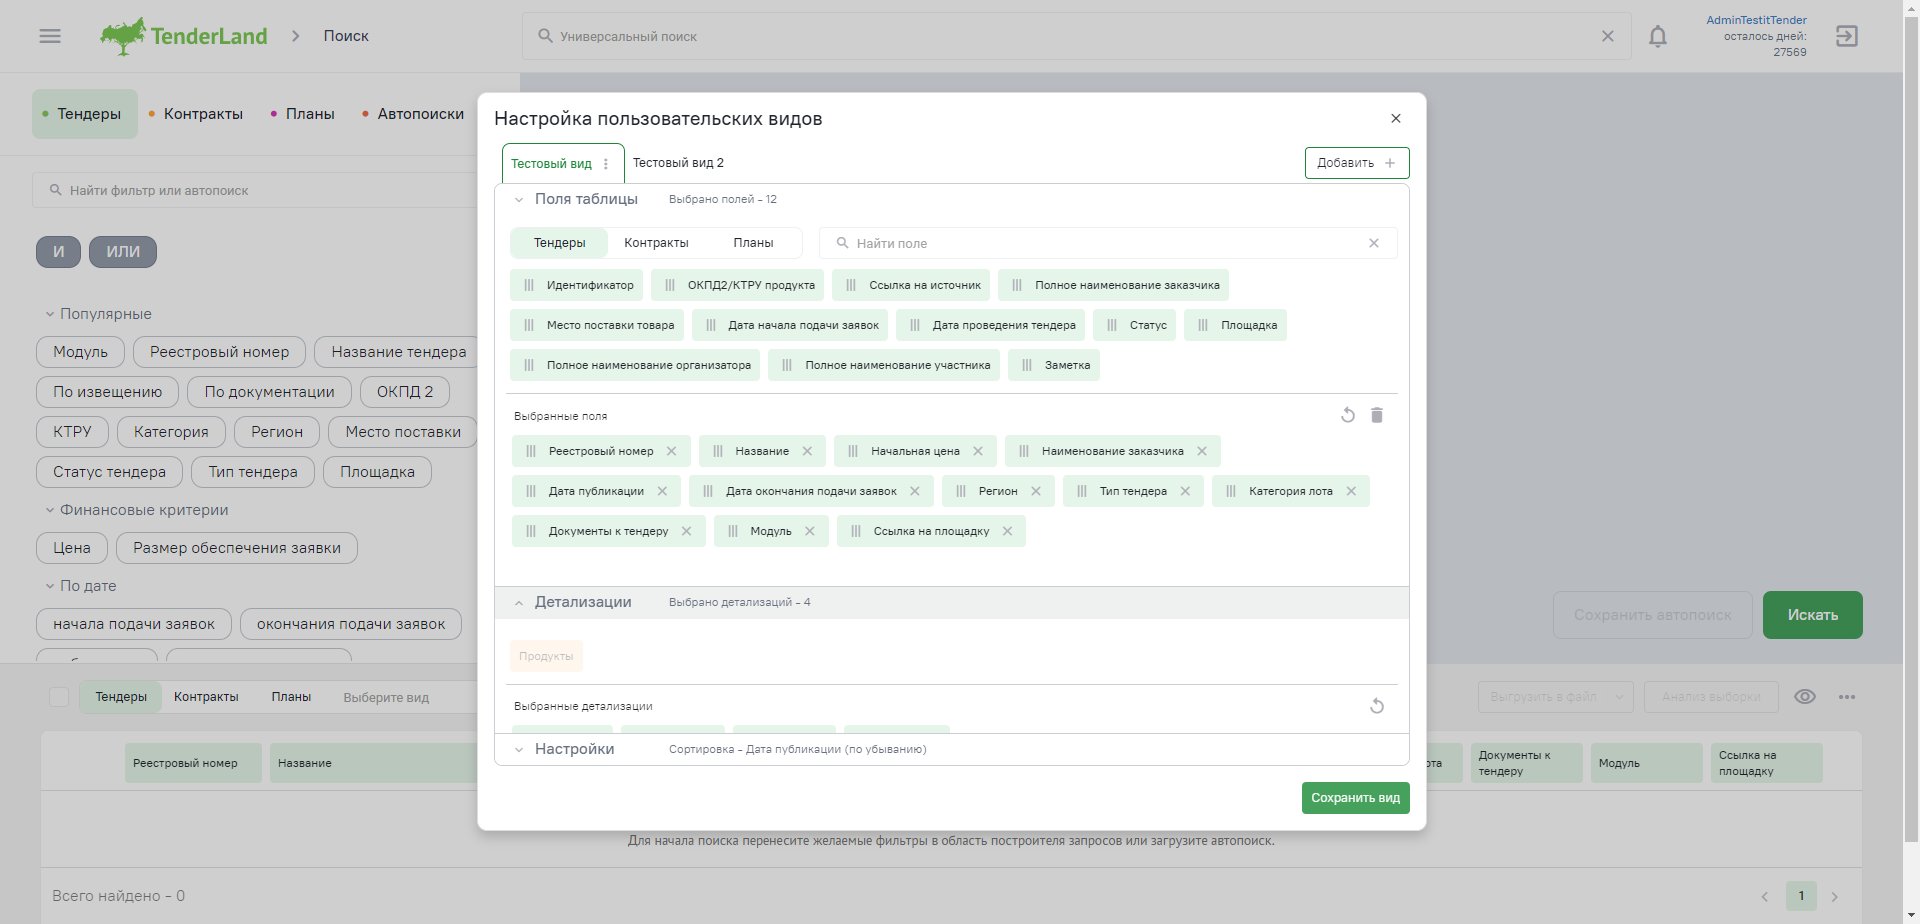 TenderLand
Поиск
Универсальный поиск
AdminTestitTender
осталось дней:
27569
Тендеры
Контракты
Планы
Автопоиски
Найти фильтр или автопоиск
И
ИЛИ
Популярные
Модуль
Реестровый номер
Название тендера
По извещению
По документации
ОКПД 2
КТРУ
Категория
Регион
Место поставки
Статус тендера
Тип тендера
Площадка
Финансовые критерии
Цена
Размер обеспечения заявки
По дате
начала подачи заявок
окончания подачи заявок
Настройка пользовательских видов
Тестовый вид
Тестовый вид 2
Добавить
Поля таблицы
Выбрано полей - 12
Тендеры
Контракты
Планы
Найти поле
Идентификатор
ОКПД2/КТРУ продукта
Ссылка на источник
Полное наименование заказчика
Место поставки товара
Дата начала подачи заявок
Дата проведения тендера
Статус
Площадка
Полное наименование организатора
Полное наименование участника
Заметка
Выбранные поля
Реестровый номер
Название
Начальная цена
Наименование заказчика
Дата публикации
Дата окончания подачи заявок
Регион
Тип тендера
Категория лота
Документы к тендеру
Модуль
Ссылка на площадку
Детализации
Выбрано детализаций - 4
Продукты
Выбранные детализации
Настройки
Сортировка - Дата публикации (по убыванию)
Сохранить вид
Сохранить автопоиск
Искать
Тендеры
Контракты
Планы
Выберите вид
Выгрузить в файл
Анализ выборки
Реестровый номер
Название
ота
Документы к
тендеру
Модуль
Ссылка на
площадку
Для начала поиска перенесите желаемые фильтры в область построителя запросов или загрузите автопоиск.
Всего найдено - 0
1